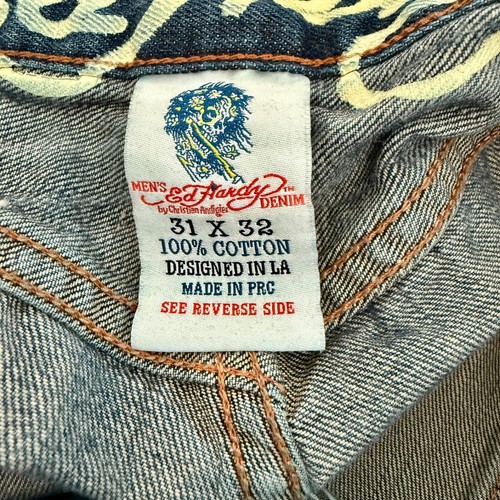 MEN'S Ed Hardy™ DENIM
by Christian Audigier
31 X 32
100% COTTON
DESIGNED IN LA
MADE IN PRC
SEE REVERSE SIDE